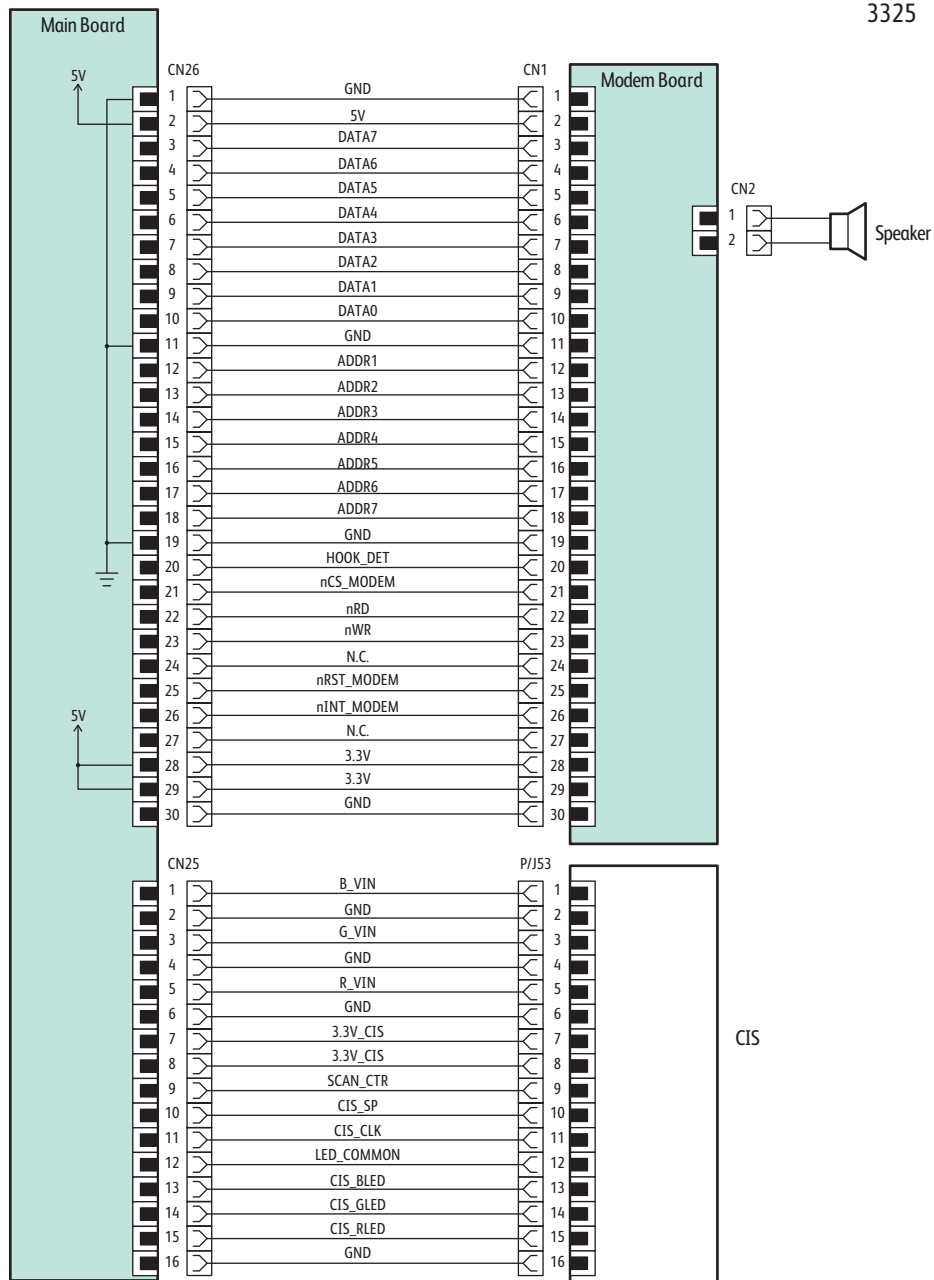 3325
Main Board
5V
CN26
CN1
Modem Board
1 GND 1
2 5V 2
3 DATA7 3
4 DATA6 4
5 DATA5 5
6 DATA4 6
7 DATA3 7
8 DATA2 8
9 DATA1 9
10 DATA0 10
11 GND 11
12 ADDR1 12
13 ADDR2 13
14 ADDR3 14
15 ADDR4 15
16 ADDR5 16
17 ADDR6 17
18 ADDR7 18
19 GND 19
20 HOOK_DET 20
21 nCS_MODEM 21
22 nRD 22
23 nWR 23
24 N.C. 24
25 nRST_MODEM 25
26 nINT_MODEM 26
27 N.C. 27
28 3.3V 28
29 3.3V 29
30 GND 30
5V
CN2
1
2
Speaker
CN25
P/J53
1 B_VIN 1
2 GND 2
3 G_VIN 3
4 GND 4
5 R_VIN 5
6 GND 6
7 3.3V_CIS 7
8 3.3V_CIS 8
9 SCAN_CTR 9
10 CIS_SP 10
11 CIS_CLK 11
12 LED_COMMON 12
13 CIS_BLED 13
14 CIS_GLED 14
15 CIS_RLED 15
16 GND 16
CIS